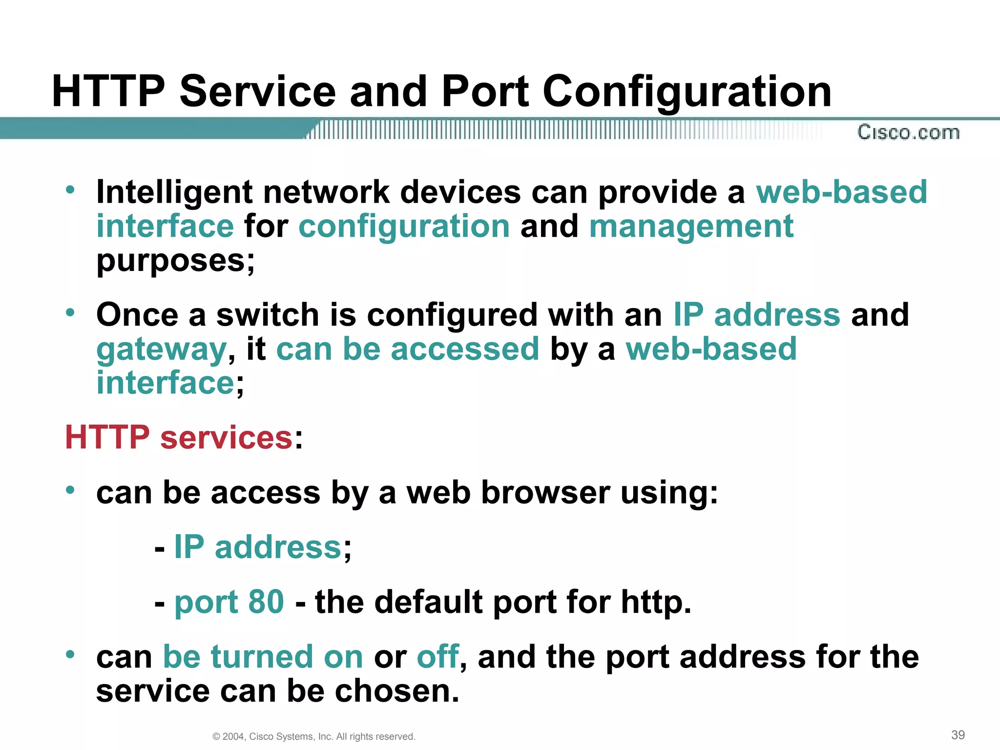 HTTP Service and Port Configuration
Cisco.com
• Intelligent network devices can provide a web-based
interface for configuration and management
purposes;
• Once a switch is configured with an IP address and
gateway, it can be accessed by a web-based
interface;
HTTP services:
• can be access by a web browser using:
- IP address;
- port 80 - the default port for http.
• can be turned on or off, and the port address for the
service can be chosen.
© 2004, Cisco Systems, Inc. All rights reserved.
39